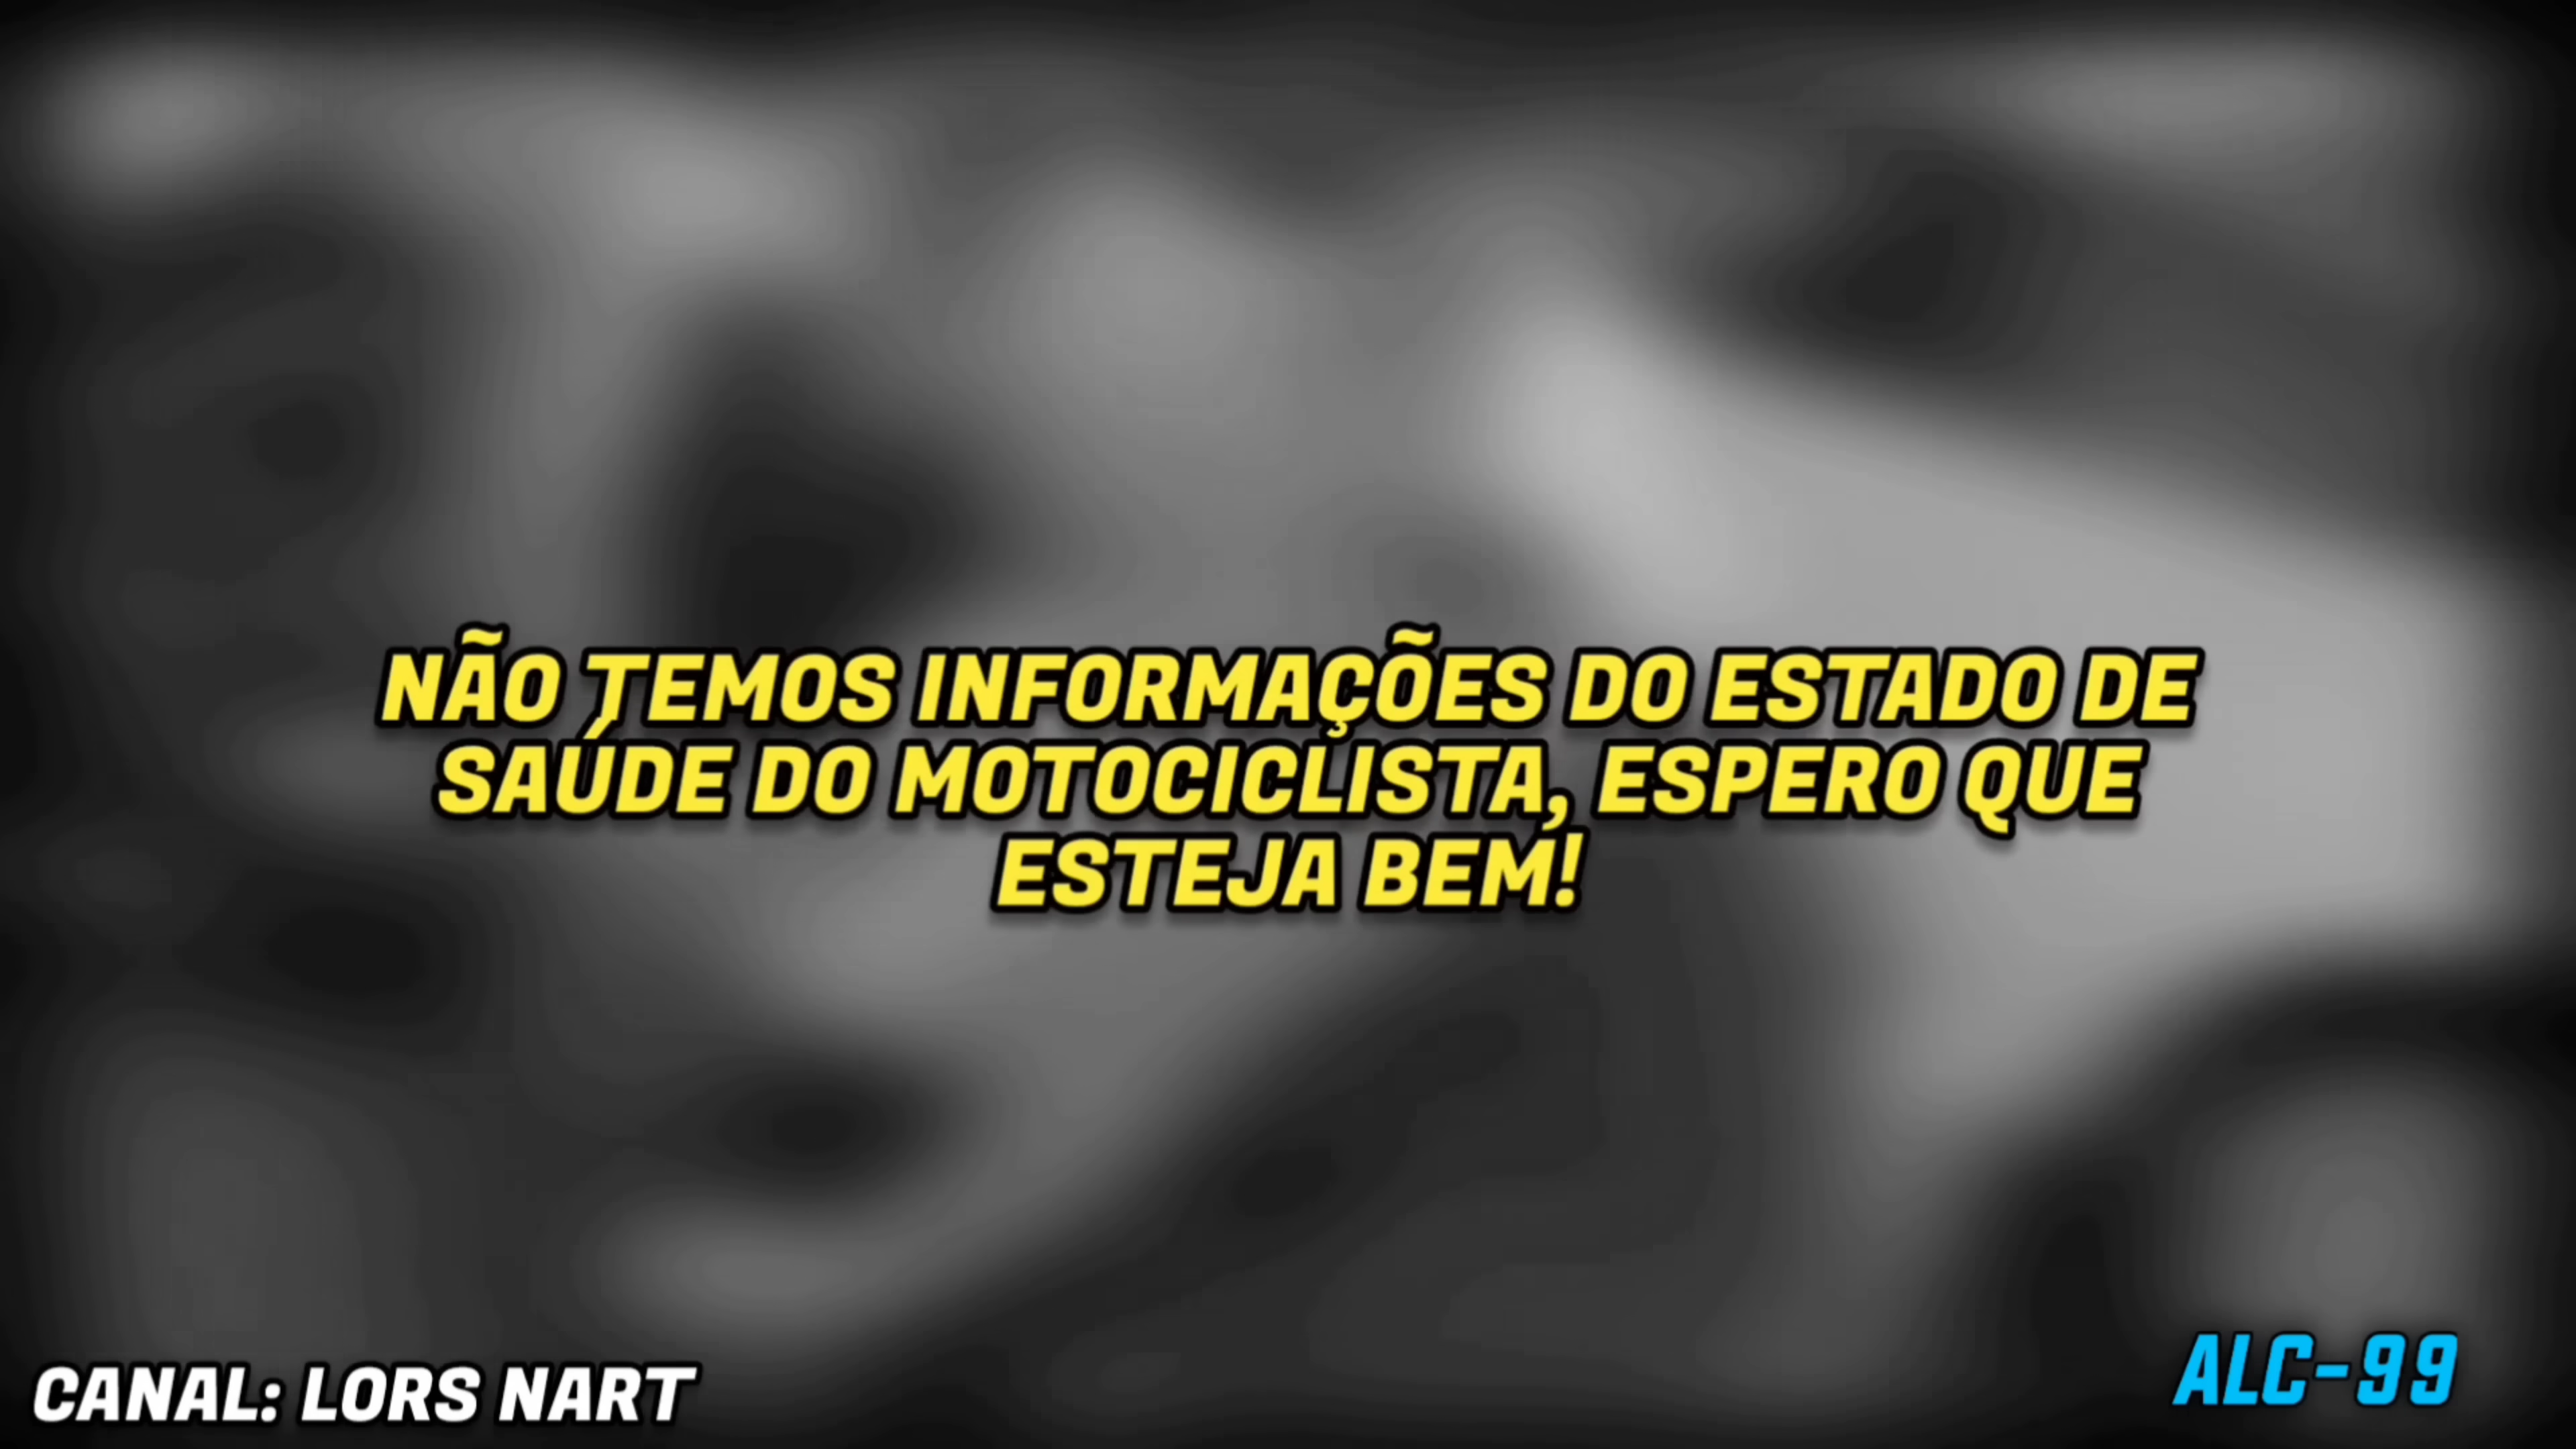 NÃO TEMOS INFORMAÇÕES DO ESTADO DE
SAÚDE DO MOTOCICLISTA, ESPERO QUE
ESTEJA BEM!
CANAL: LORS NART
ALC-99